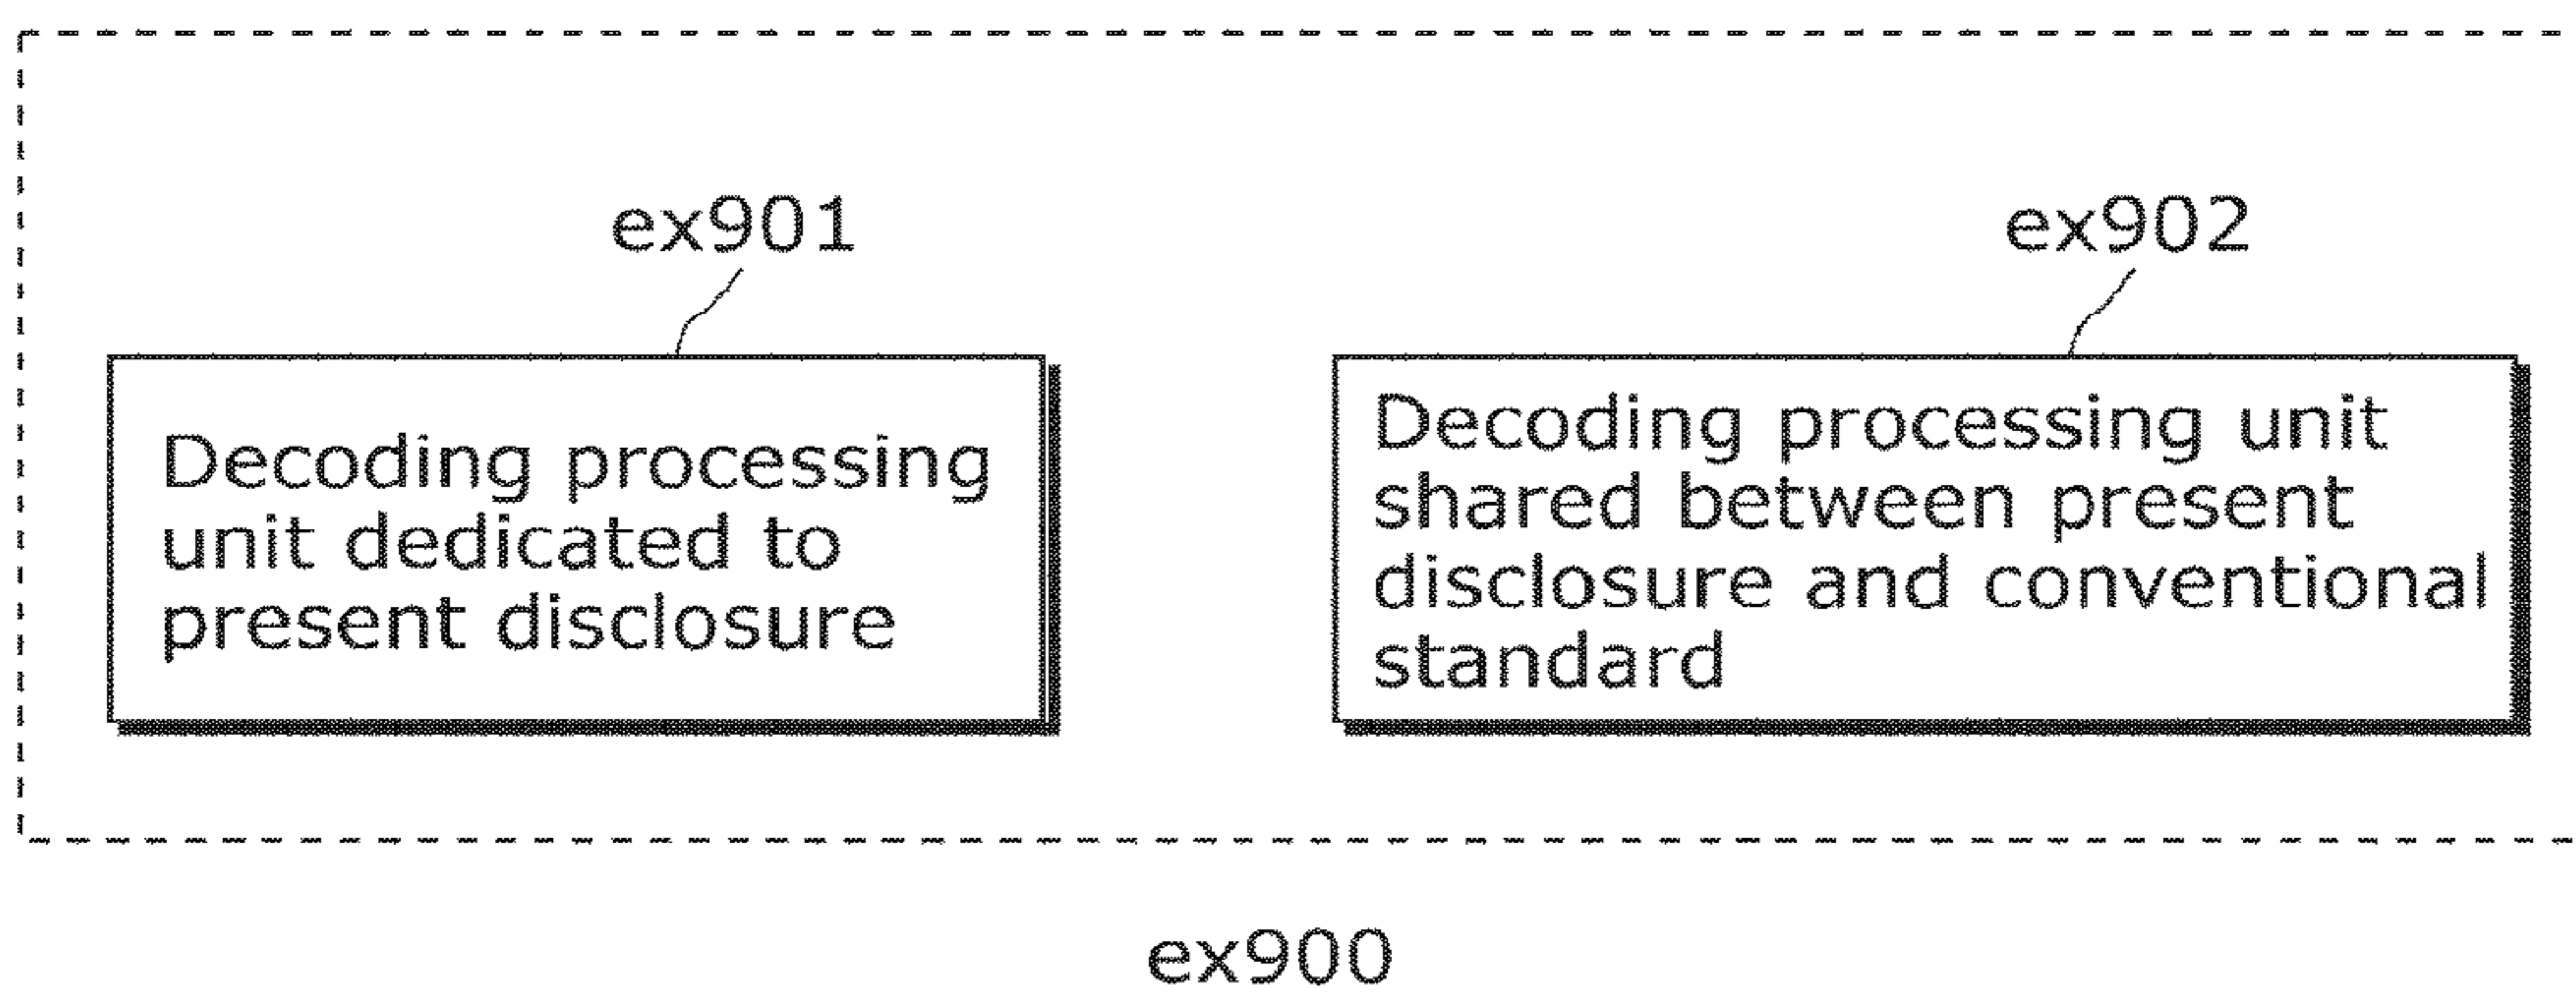 ex901
ex902
Decoding processing
unit dedicated to
present disclosure
Decoding processing unit
shared between present
disclosure and conventional
standard
ex900